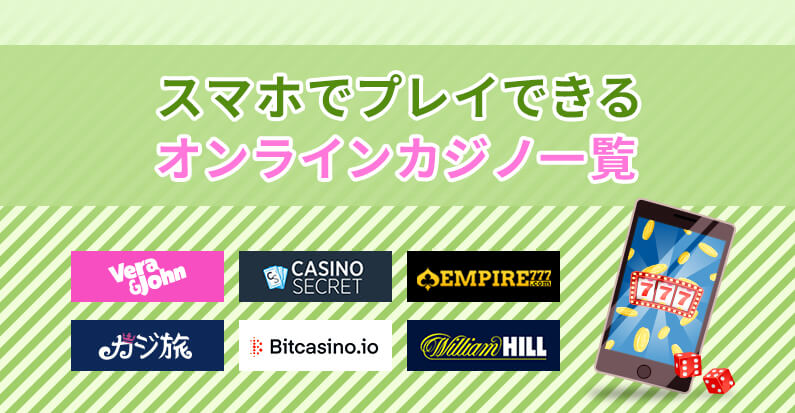 スマホでプレイできる
オンラインカジノ一覧
Vera
&John
CASINO
SECRET
CS
EMPIRE777
.com
カジ旅
Bitcasino.io
William HILL
777